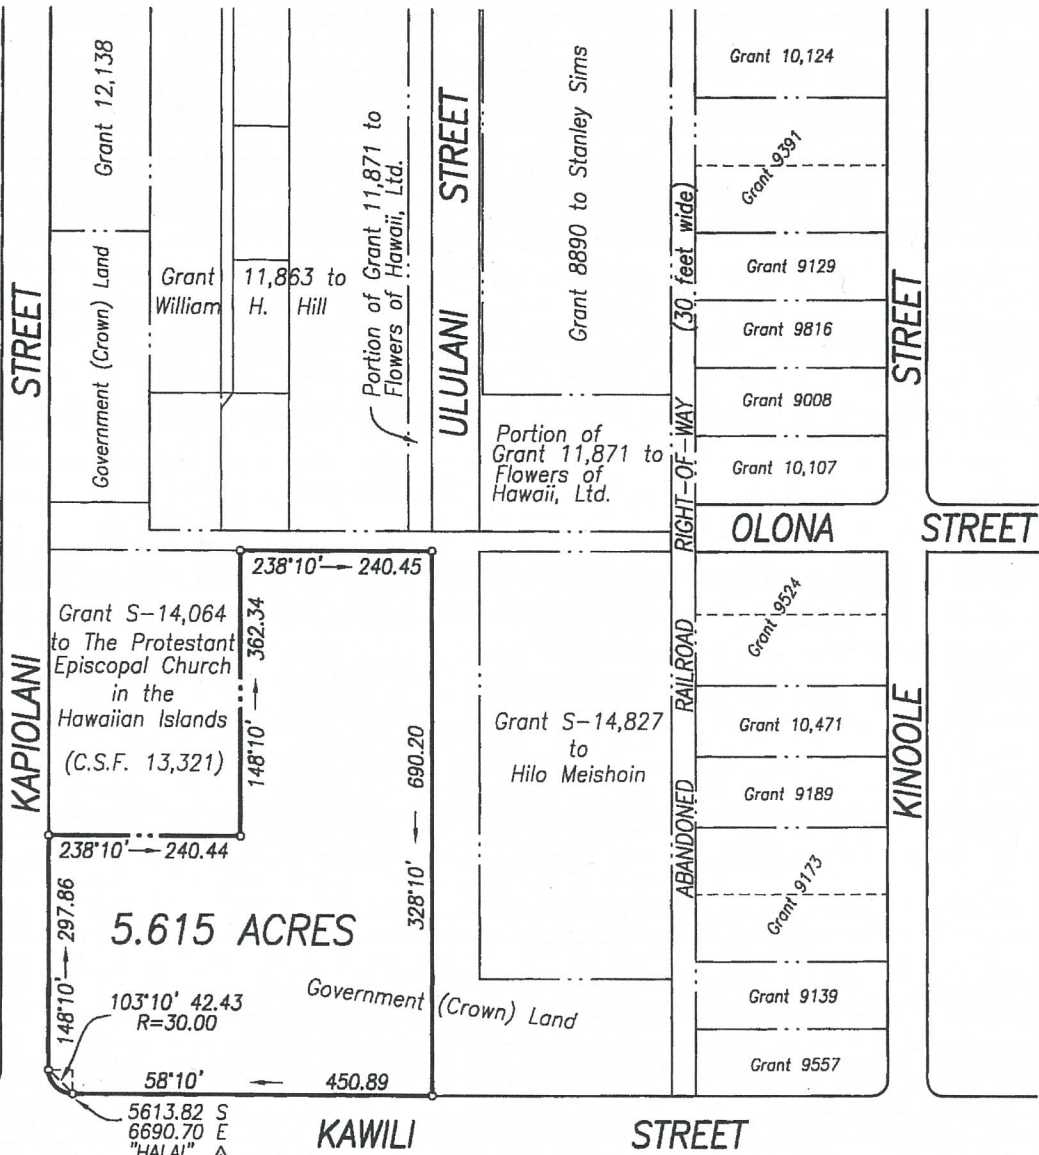 Grant 12,138
Government (Crown) Land
Grant 11,863 to
William H. Hill
Portion of Grant 11,871 to
Flowers of Hawaii, Ltd.
ULULANI STREET
Grant 8890 to Stanley Sims
Portion of
Grant 11,871 to
Flowers of
Hawaii, Ltd.
ABANDONED RAILROAD RIGHT-OF-WAY (30 feet wide)
Grant 10,124
Grant 9391
Grant 9129
Grant 9816
Grant 9008
Grant 10,107
OLONA STREET
KINOOLE STREET
KAPIOLANI STREET
Grant S-14,064
to The Protestant
Episcopal Church
in the
Hawaiian Islands
(C.S.F. 13,321)
238°10' → 240.45
148°10' → 362.34
328°10' ← 690.20
238°10' → 240.44
148°10' → 297.86
5.615 ACRES
103°10' 42.43
R=30.00
Government (Crown) Land
58°10' ← 450.89
5613.82 S
6690.70 E
"HALAI" △
Grant S-14,827
to
Hilo Meishoin
Grant 9524
Grant 10,471
Grant 9189
Grant 9173
Grant 9139
Grant 9557
KAWILI STREET